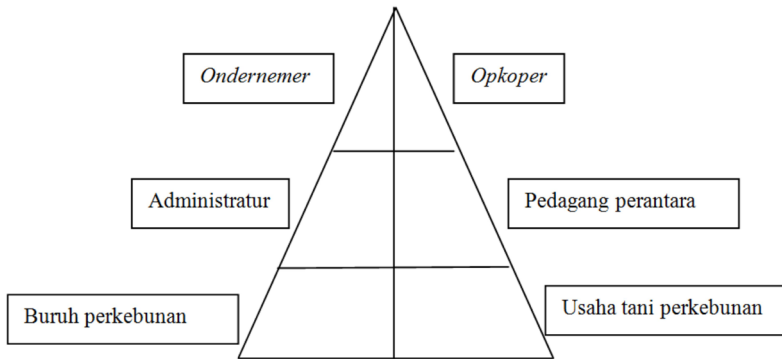 Ondernemer
Opkoper
Administratur
Pedagang perantara
Buruh perkebunan
Usaha tani perkebunan